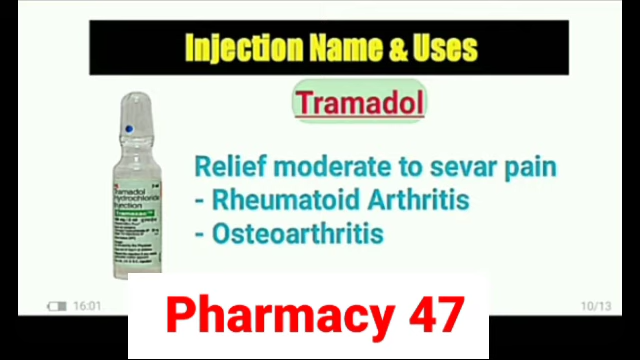 Injection Name & Uses
Tramadol
Relief moderate to sevar pain
- Rheumatoid Arthritis
- Osteoarthritis
Tramadol
Hydrochloride
Injection
16:01
10/13
Pharmacy 47